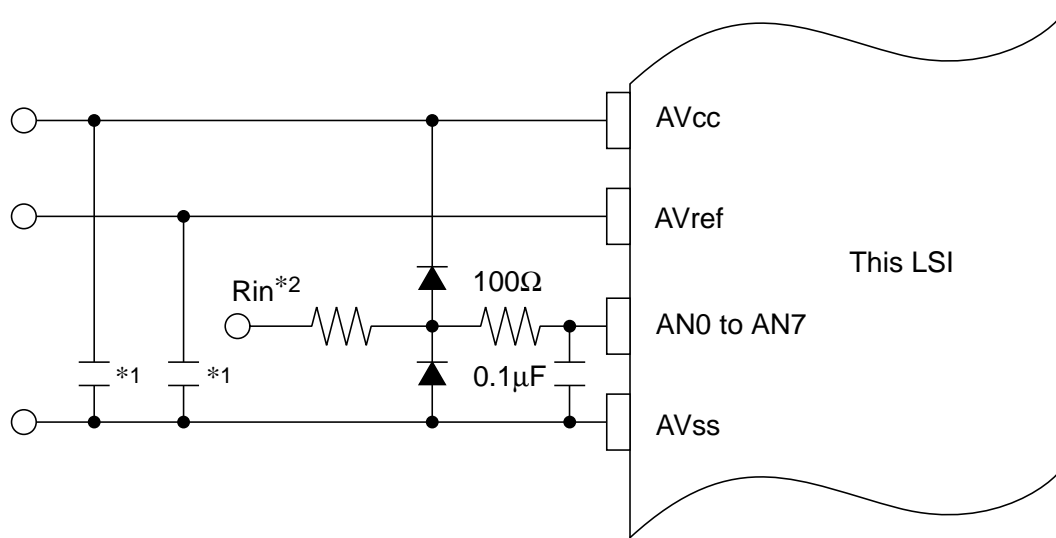 AVcc
AVref
This LSI
Rin*2
100Ω
AN0 to AN7
*1
*1
0.1μF
AVss